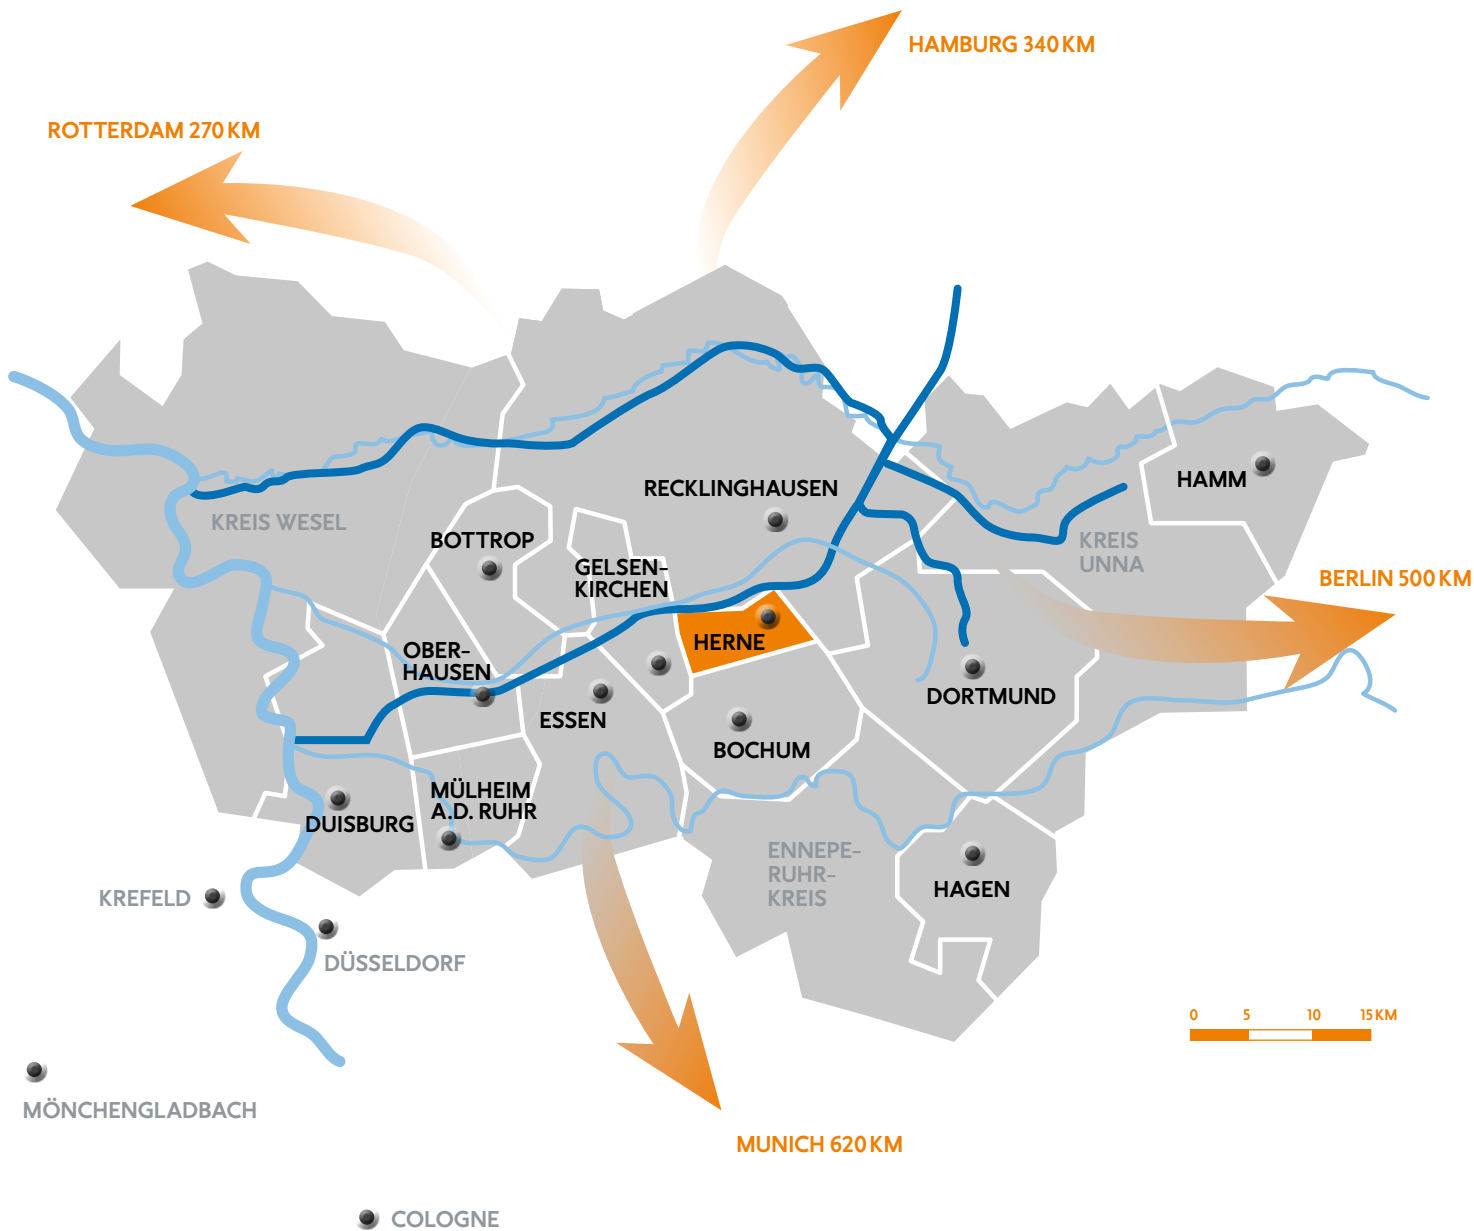 HAMBURG 340 KM
ROTTERDAM 270 KM
RECKLINGHAUSEN
HAMM
KREIS WESEL
BOTTROP
KREIS
UNNA
GELSEN-
KIRCHEN
BERLIN 500 KM
HERNE
OBER-
HAUSEN
DORTMUND
ESSEN
BOCHUM
MÜLHEIM
A.D. RUHR
DUISBURG
ENNEPE-
RUHR-
KREIS
HAGEN
KREFELD
DÜSSELDORF
0 5 10 15 KM
MÖNCHENGLADBACH
MUNICH 620 KM
COLOGNE